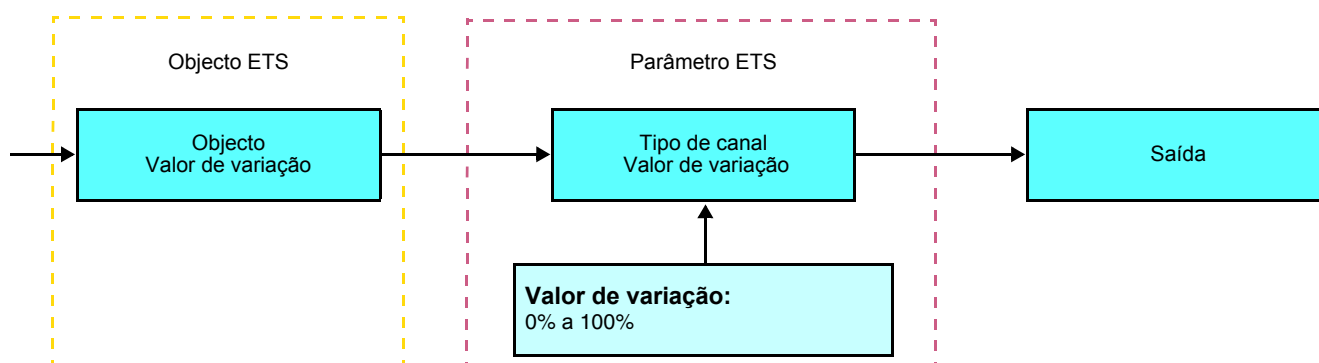 Objecto ETS
Parâmetro ETS
Objecto
Valor de variação
Tipo de canal
Valor de variação
Saída
Valor de variação:
0% a 100%